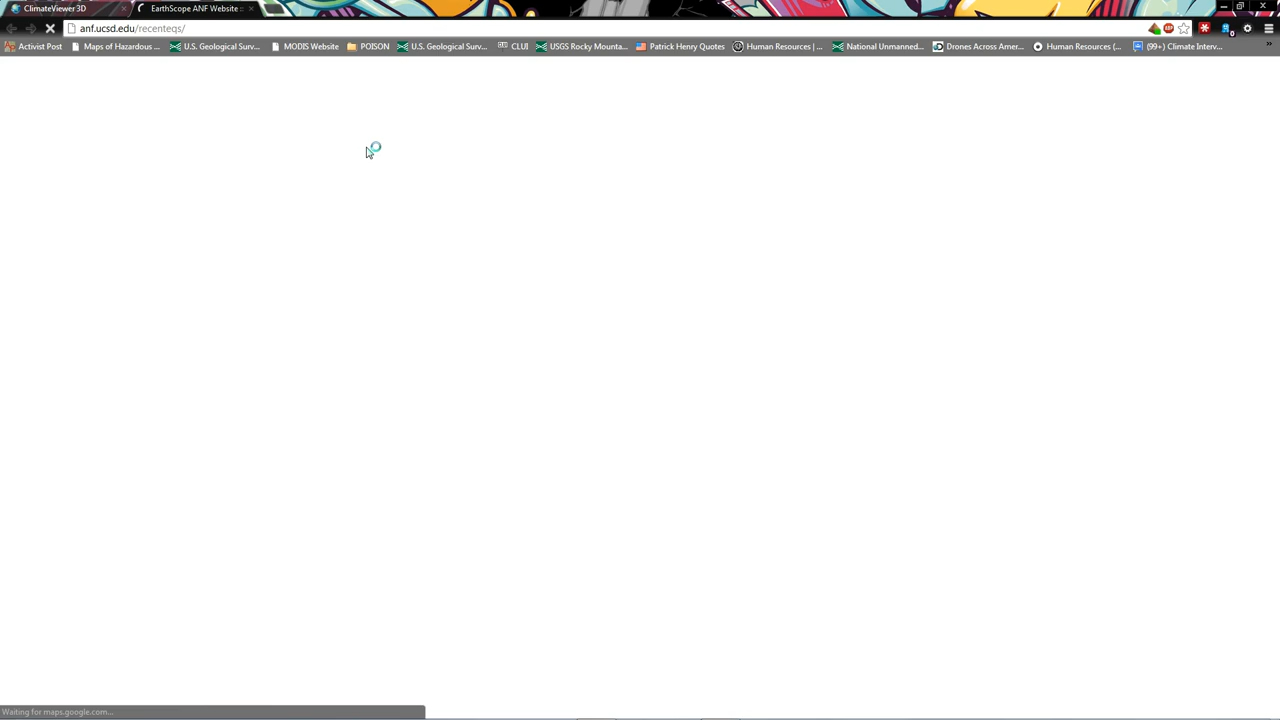 ClimateViewer 3D
EarthScope ANF Website ::
anf.ucsd.edu/recenteqs/
Activist Post
Maps of Hazardous ...
U.S. Geological Surv...
MODIS Website
POISON
U.S. Geological Surv...
CLUI
USGS Rocky Mounta...
Patrick Henry Quotes
Human Resources | ...
National Unmanned...
Drones Across Amer...
Human Resources (...
(99+) Climate Interv...
Waiting for maps.google.com...